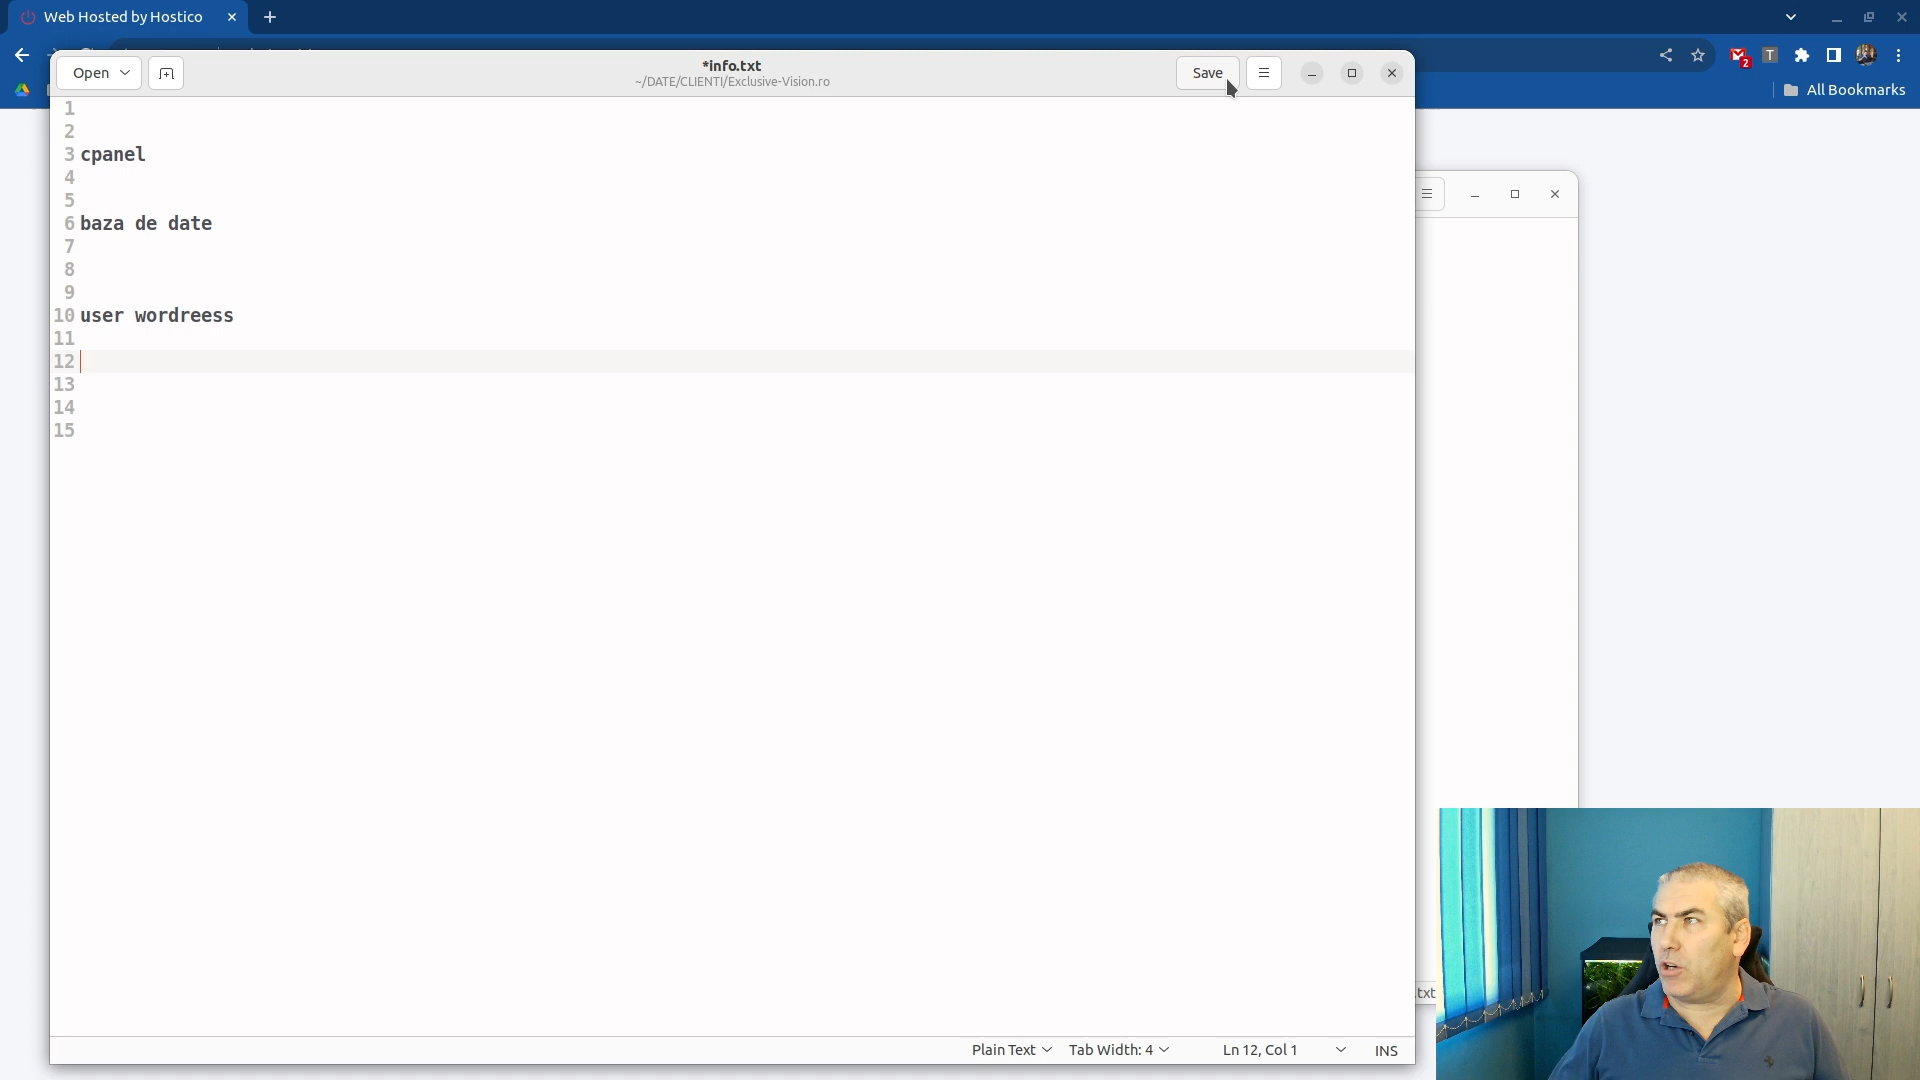 Web Hosted by Hostico
2
All Bookmarks
Open
*info.txt
~/DATE/CLIENTI/Exclusive-Vision.ro
Save
1
2
3 cpanel
4
5
6 baza de date
7
8
9
10 user wordreess
11
12
13
14
15
.txt
Plain Text Tab Width: 4 Ln 12, Col 1 INS